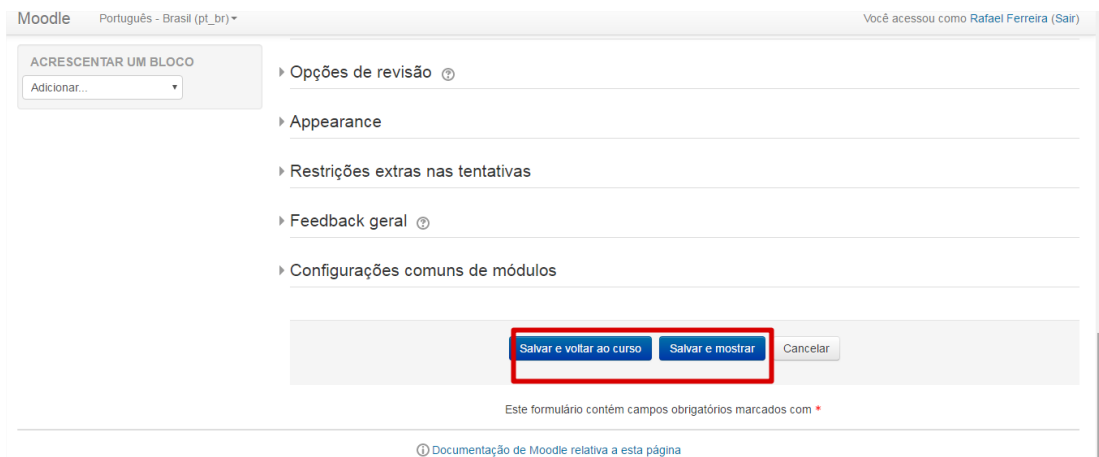 Moodle Português - Brasil (pt_br) Você acessou como Rafael Ferreira (Sair)
ACRESCENTAR UM BLOCO
Adicionar...
Opções de revisão
Appearance
Restrições extras nas tentativas
Feedback geral
Configurações comuns de módulos
Salvar e voltar ao curso Salvar e mostrar Cancelar
Este formulário contém campos obrigatórios marcados com *
Documentação de Moodle relativa a esta página